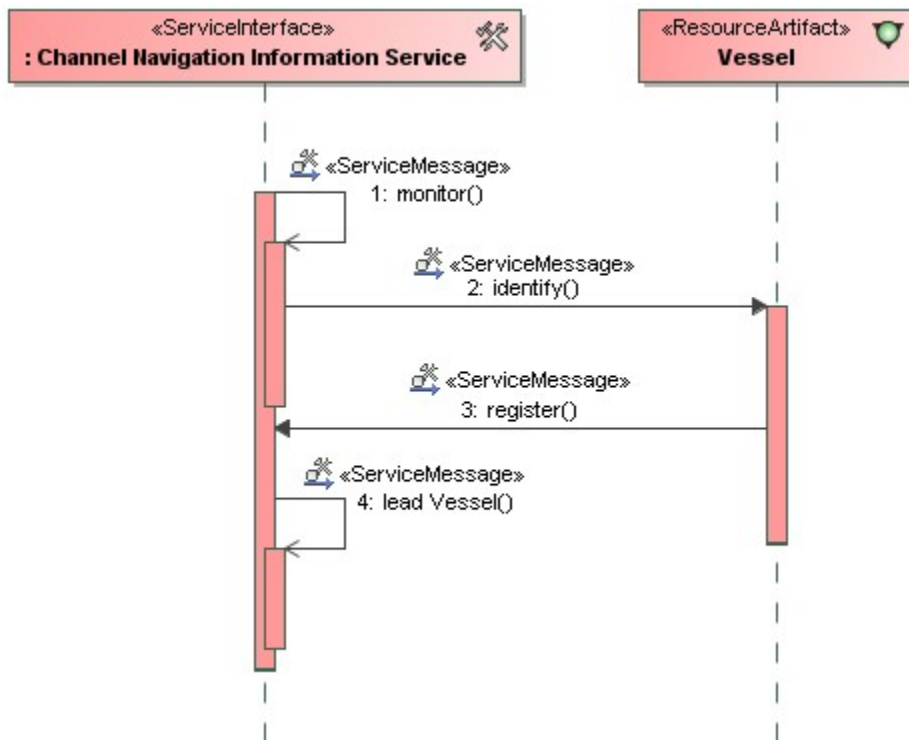 «ServiceInterface»
: Channel Navigation Information Service
«ResourceArtifact»
Vessel
«ServiceMessage»
1: monitor()
«ServiceMessage»
2: identify()
«ServiceMessage»
3: register()
«ServiceMessage»
4: lead Vessel()